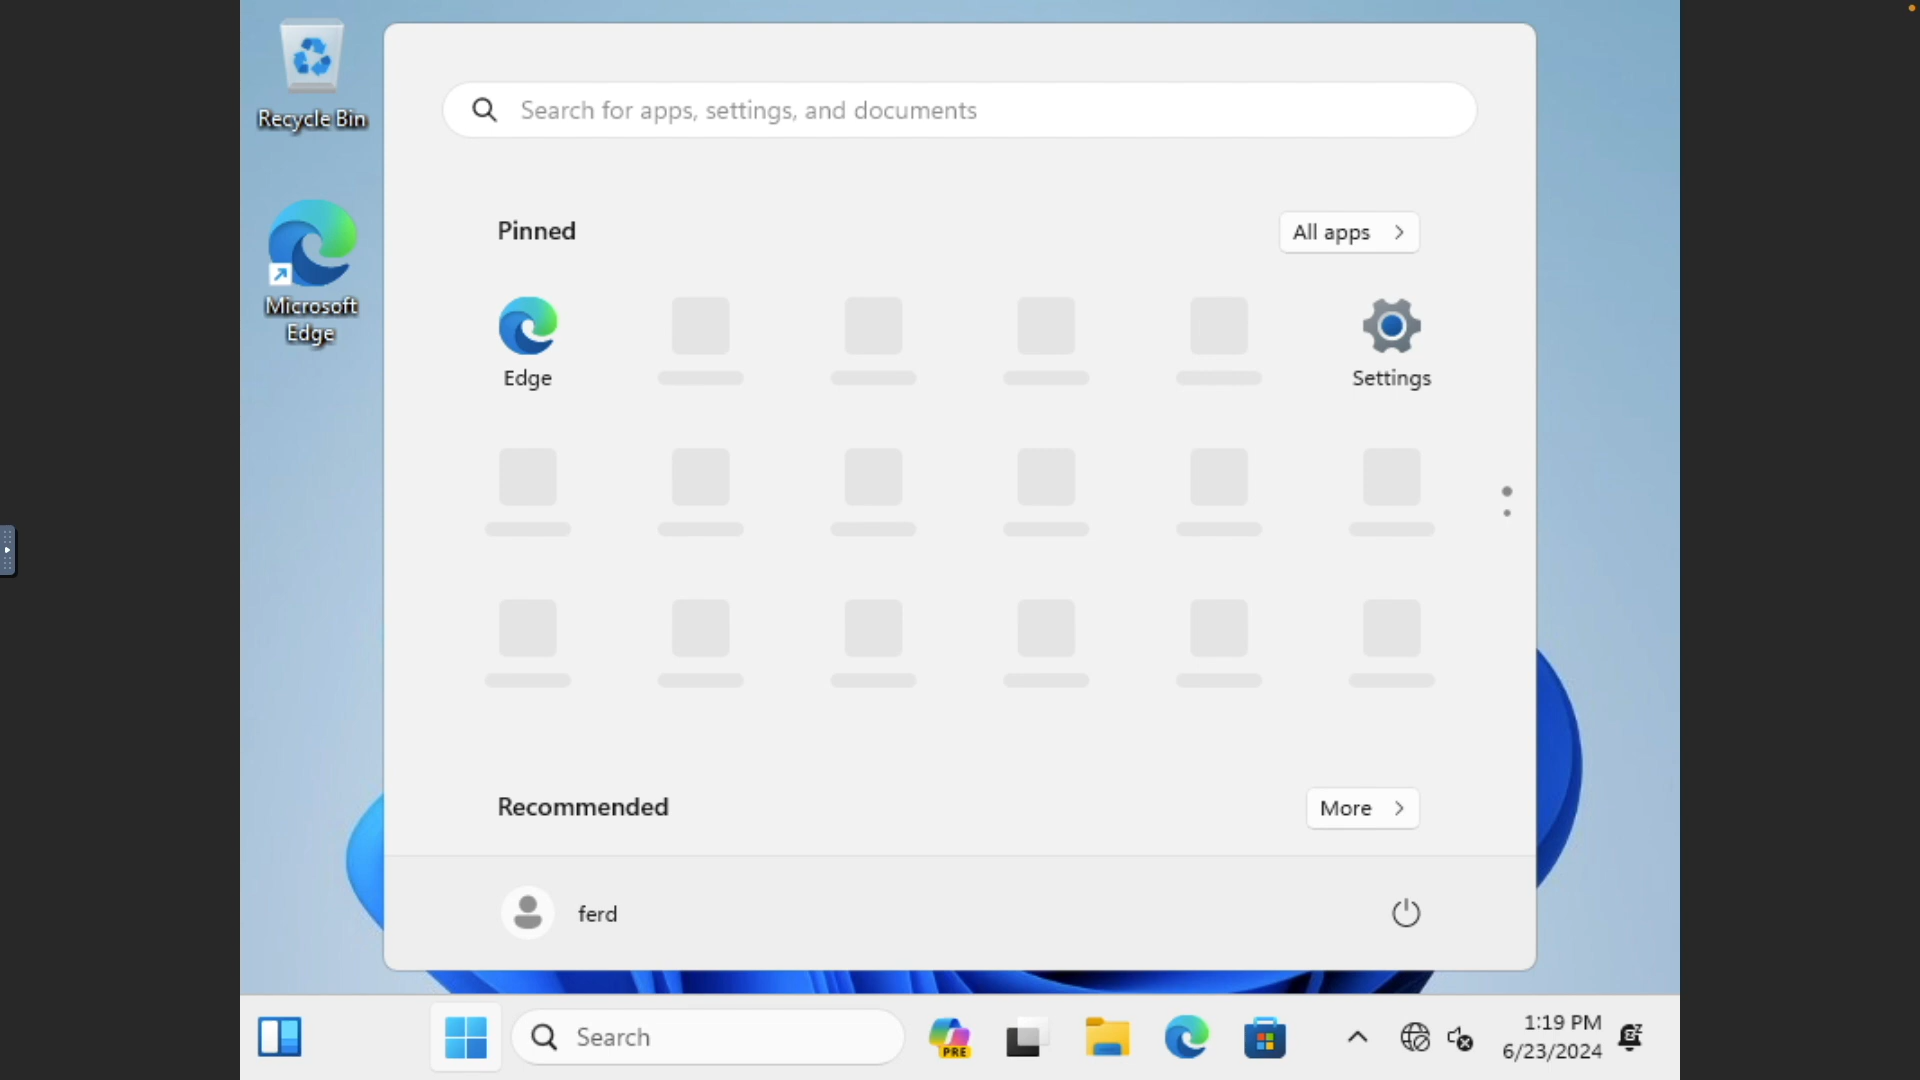 Recycle Bin
Microsoft
Edge
Search for apps, settings, and documents
Pinned
All apps
Edge
Settings
Recommended
More
ferd
Search
PRE
1:19 PM
6/23/2024